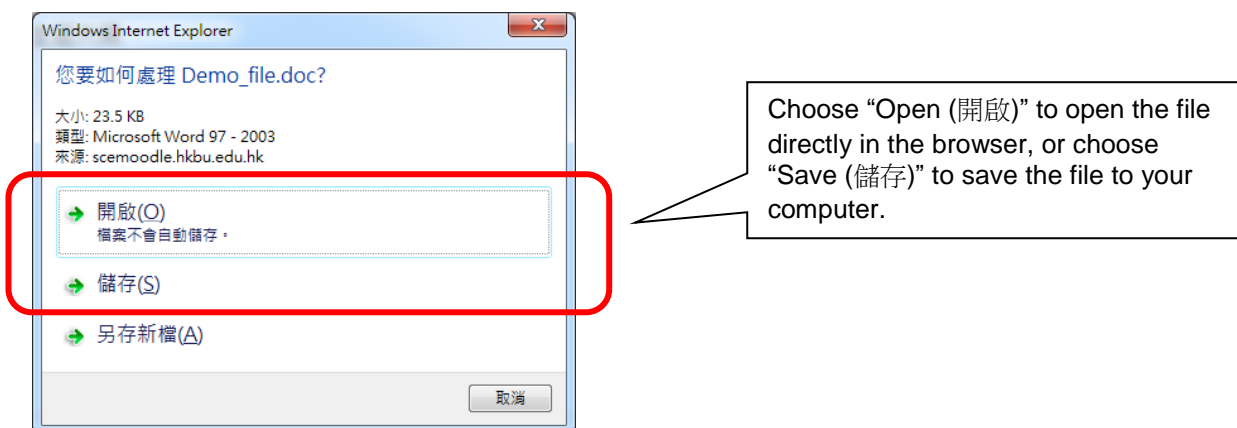 Windows Internet Explorer
您要如何處理 Demo_file.doc?
大小: 23.5 KB
類型: Microsoft Word 97 - 2003
來源: scemoodle.hkbu.edu.hk
開啟(O)
檔案不會自動儲存。
儲存(S)
另存新檔(A)
取消
Choose “Open (開啟)” to open the file
directly in the browser, or choose
“Save (儲存)” to save the file to your
computer.